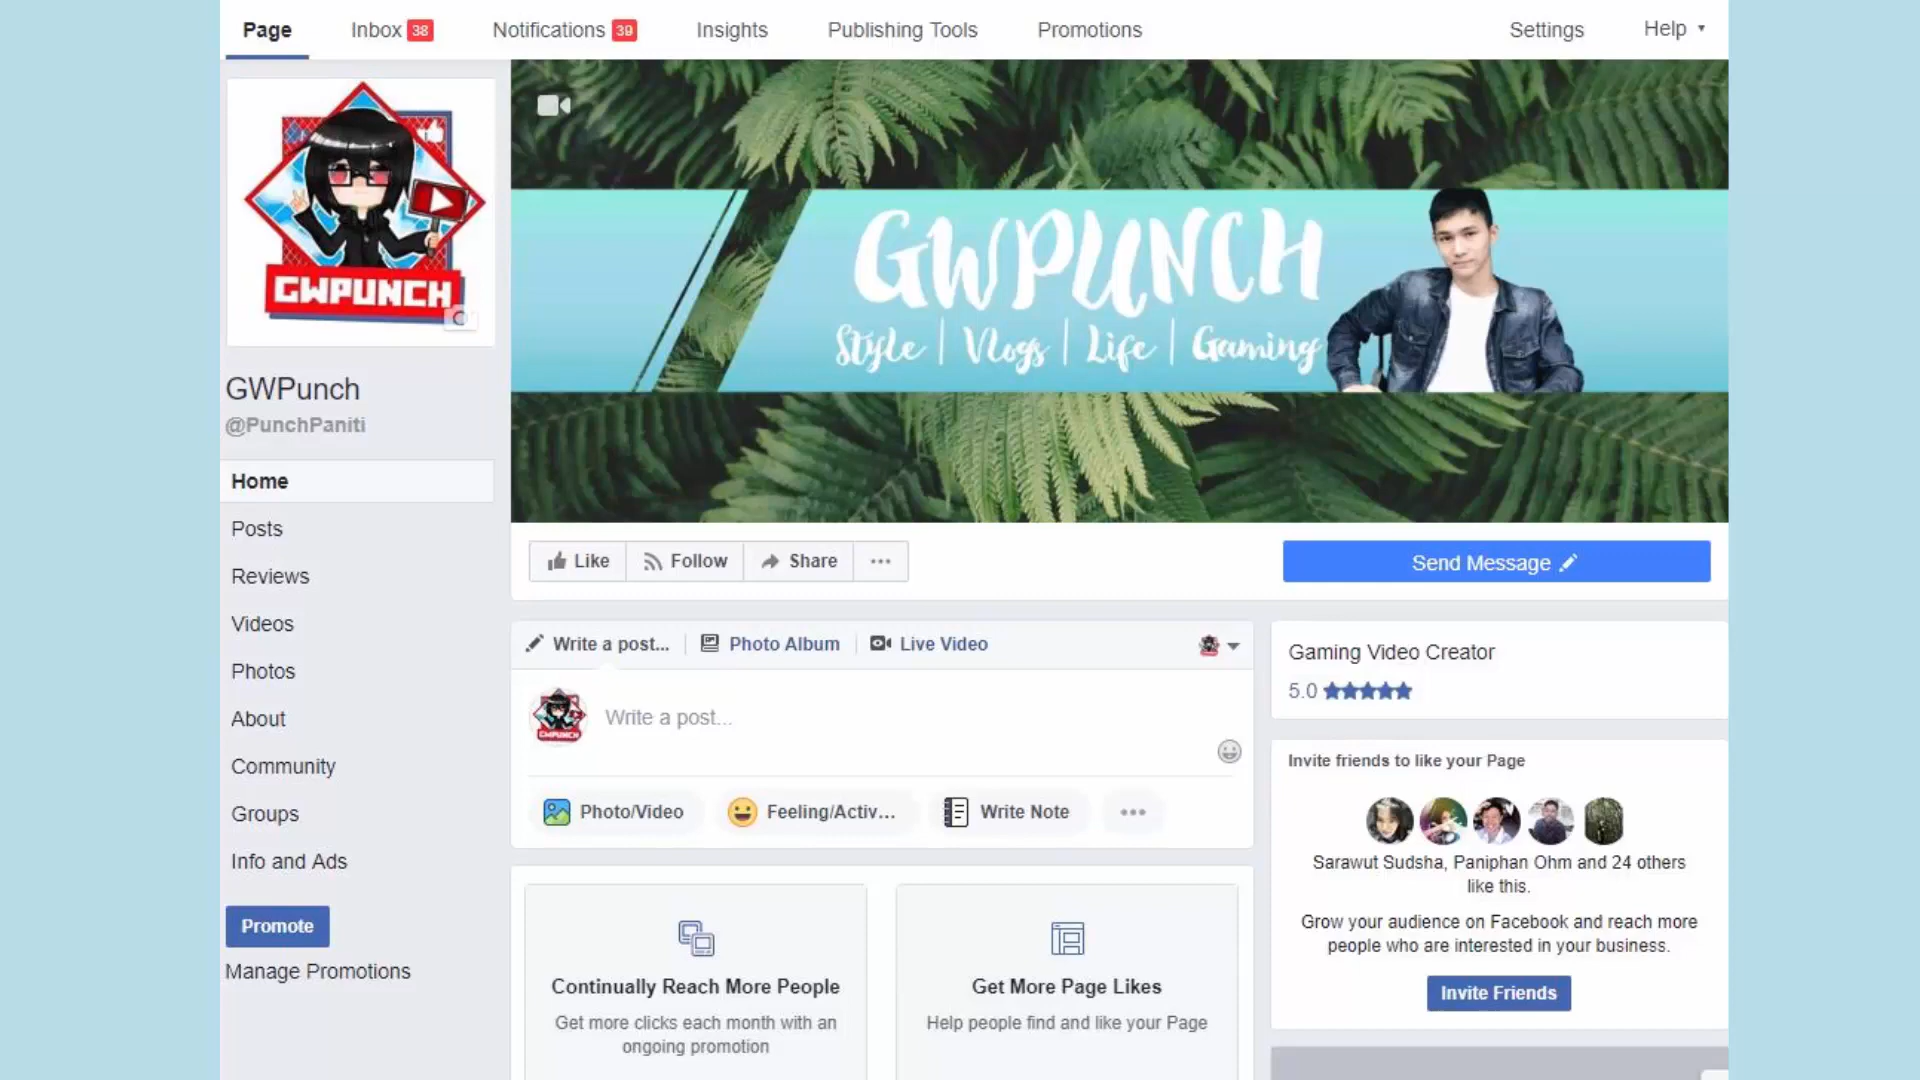 Page Inbox 38 Notifications 39 Insights Publishing Tools Promotions Settings Help
GWPUNCH
GWPunch
@PunchPaniti
Home
Posts
Reviews
Videos
Photos
About
Community
Groups
Info and Ads
Promote
Manage Promotions
GWPUNCH
Style | Vlogs | Life | Gaming
Like Follow Share
Send Message
Write a post... Photo Album Live Video
GWPUNCH
Write a post...
Photo/Video Feeling/Activ... Write Note
Continually Reach More People
Get more clicks each month with an
ongoing promotion
Get More Page Likes
Help people find and like your Page
Gaming Video Creator
5.0
Invite friends to like your Page
Sarawut Sudsha, Paniphan Ohm and 24 others
like this.
Grow your audience on Facebook and reach more
people who are interested in your business.
Invite Friends